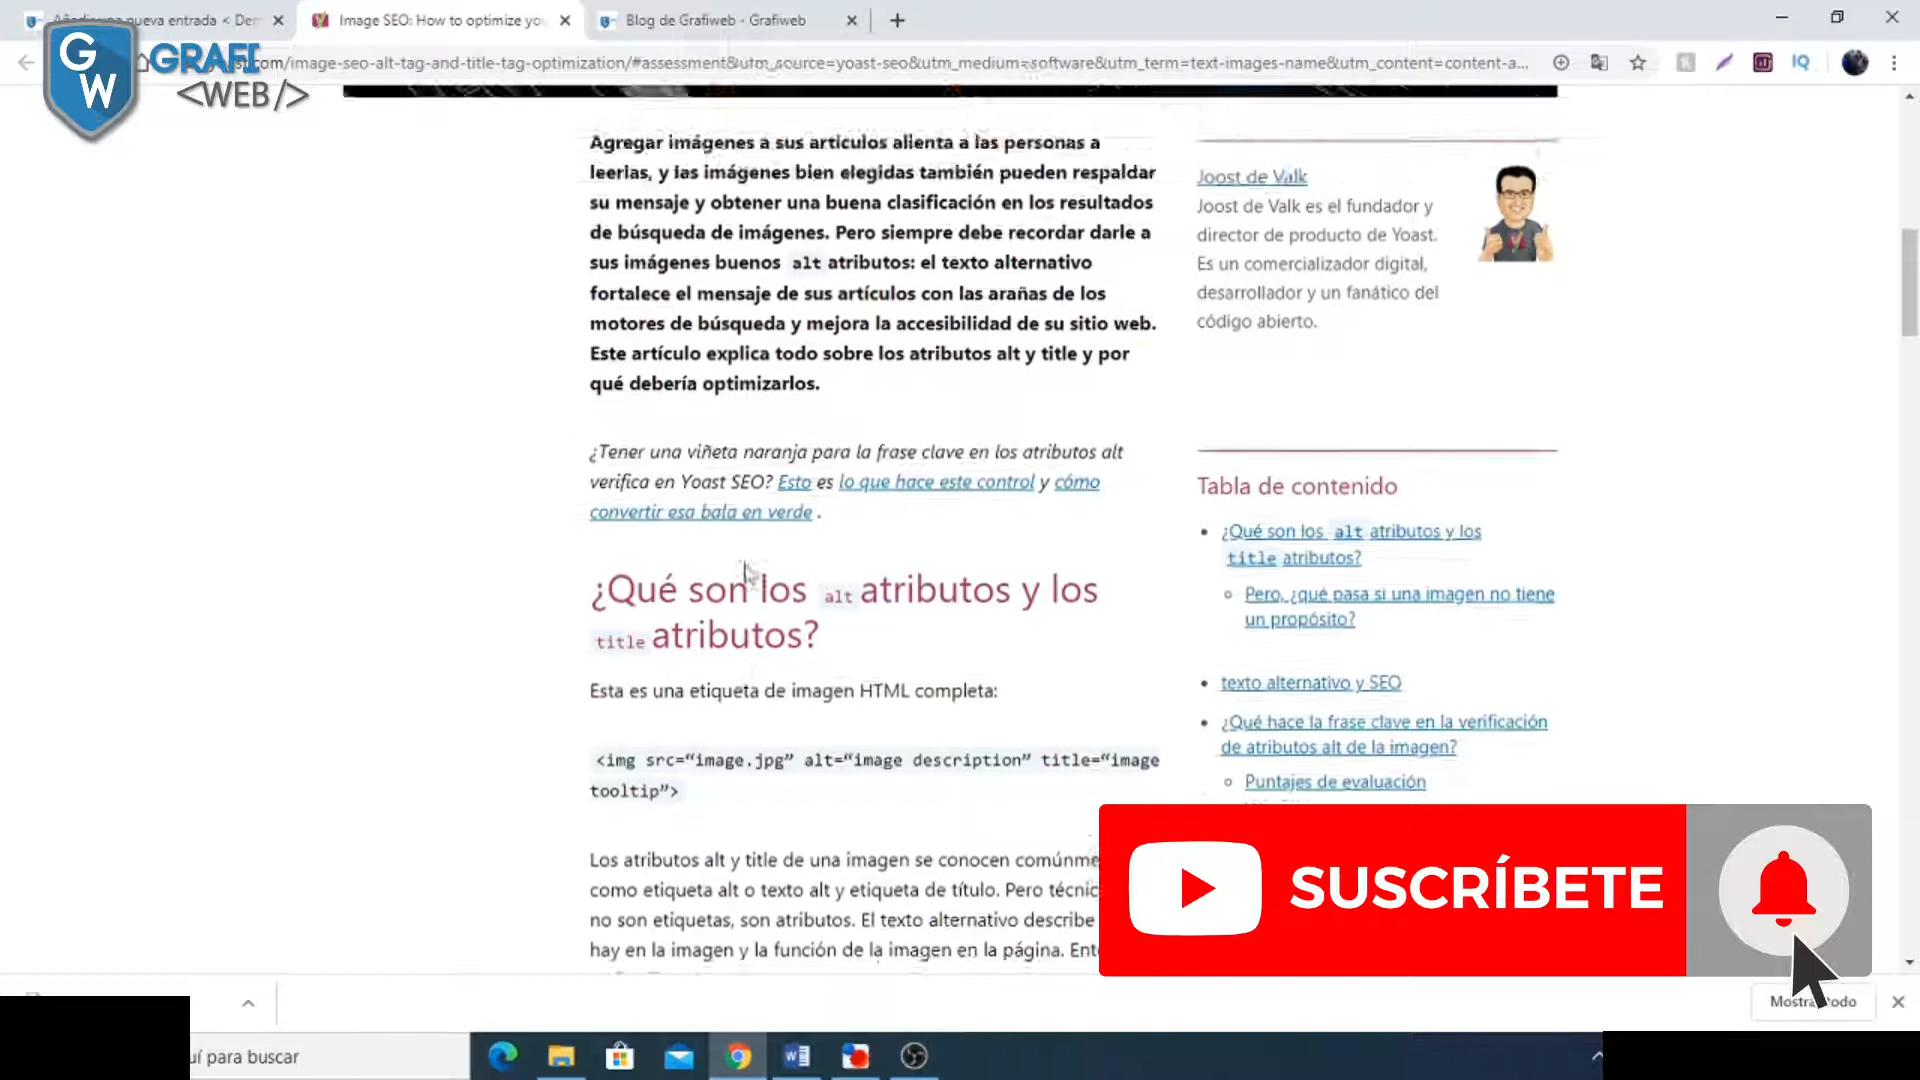 Añadir una nueva entrada < Den
Image SEO: How to optimize you
Blog de Grafiweb - Grafiweb
GW
GRAFI
<WEB/>
.com/image-seo-alt-tag-and-title-tag-optimization/#assessment&utm_source=yoast-seo&utm_medium=software&utm_term=text-images-name&utm_content=content-a...
IQ
Agregar imágenes a sus artículos alienta a las personas a
leerlas, y las imágenes bien elegidas también pueden respaldar
su mensaje y obtener una buena clasificación en los resultados
de búsqueda de imágenes. Pero siempre debe recordar darle a
sus imágenes buenos alt atributos: el texto alternativo
fortalece el mensaje de sus artículos con las arañas de los
motores de búsqueda y mejora la accesibilidad de su sitio web.
Este artículo explica todo sobre los atributos alt y title y por
qué debería optimizarlos.
¿Tener una viñeta naranja para la frase clave en los atributos alt
verifica en Yoast SEO? Esto es lo que hace este control y cómo
convertir esa bala en verde .
¿Qué son los alt atributos y los
title atributos?
Esta es una etiqueta de imagen HTML completa:
<img src=“image.jpg” alt=“image description” title=“image
tooltip”>
Los atributos alt y title de una imagen se conocen comúnme
como etiqueta alt o texto alt y etiqueta de título. Pero técnic
no son etiquetas, son atributos. El texto alternativo describe
hay en la imagen y la función de la imagen en la página. Ent
Joost de Valk
Joost de Valk es el fundador y
director de producto de Yoast.
Es un comercializador digital,
desarrollador y un fanático del
código abierto.
Tabla de contenido
• ¿Qué son los alt atributos y los
title atributos?
○ Pero, ¿qué pasa si una imagen no tiene
un propósito?
• texto alternativo y SEO
• ¿Qué hace la frase clave en la verificación
de atributos alt de la imagen?
○ Puntajes de evaluación
SUSCRÍBETE
Mostrar todo
uí para buscar